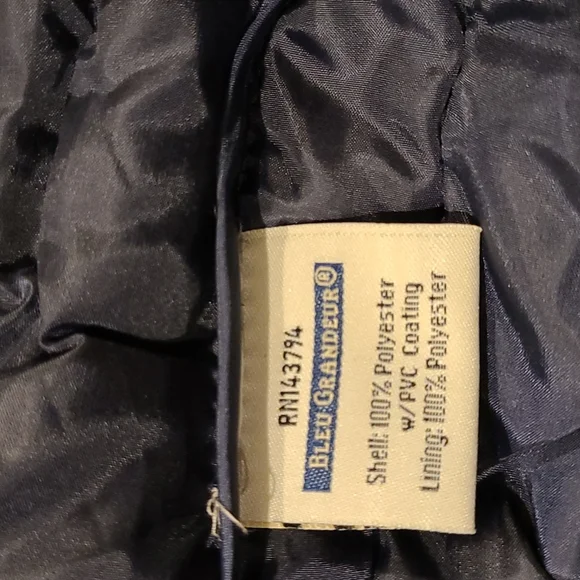 RN143794
BLEU GRANDEUR®
Shell: 100% Polyester
w/PVC Coating
Lining: 100% Polyester